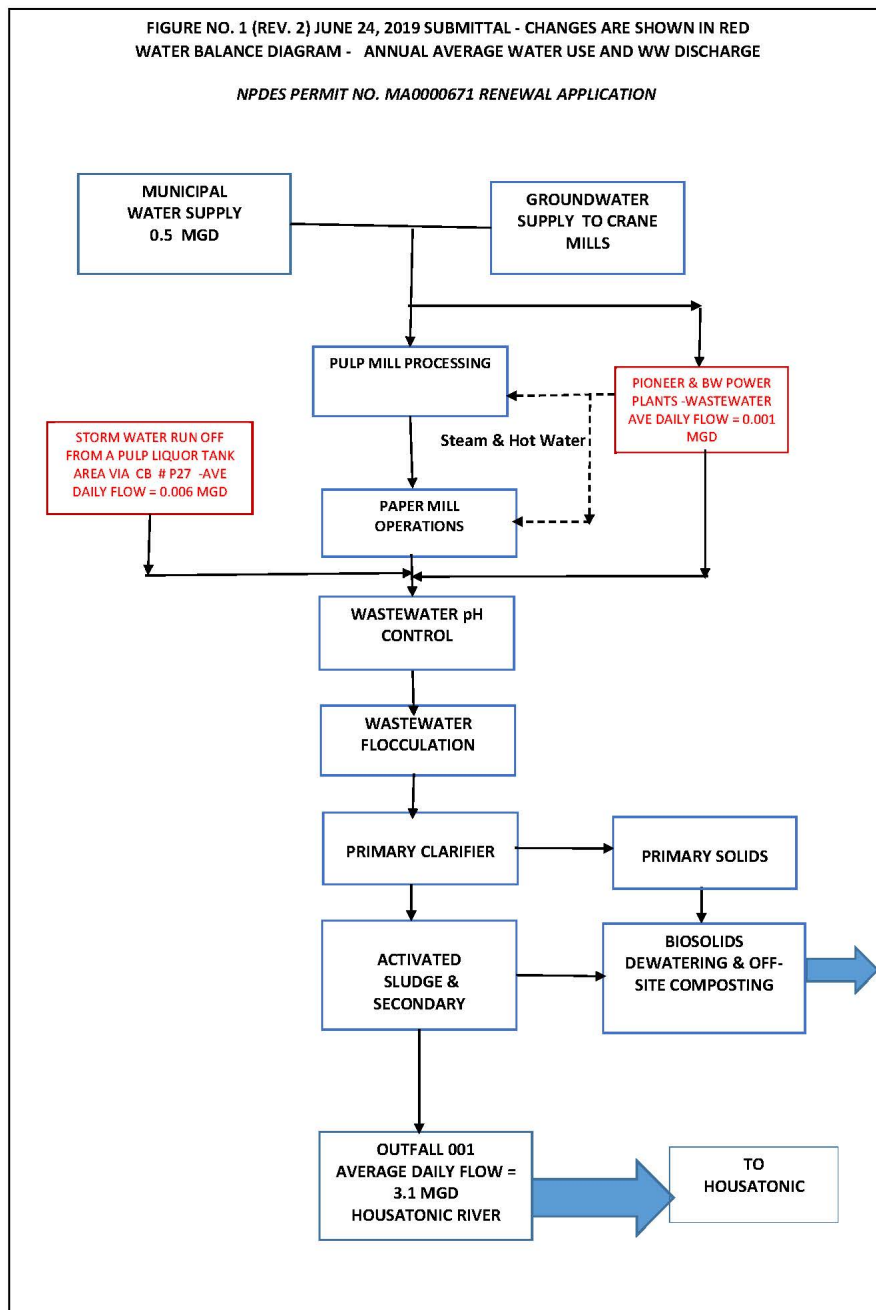 FIGURE NO. 1 (REV. 2) JUNE 24, 2019 SUBMITTAL - CHANGES ARE SHOWN IN RED
WATER BALANCE DIAGRAM - ANNUAL AVERAGE WATER USE AND WW DISCHARGE
NPDES PERMIT NO. MA0000671 RENEWAL APPLICATION
MUNICIPAL
WATER SUPPLY
0.5 MGD
GROUNDWATER
SUPPLY TO CRANE
MILLS
PULP MILL PROCESSING
PIONEER & BW POWER
PLANTS -WASTEWATER
AVE DAILY FLOW = 0.001
MGD
Steam & Hot Water
STORM WATER RUN OFF
FROM A PULP LIQUOR TANK
AREA VIA CB # P27 -AVE
DAILY FLOW = 0.006 MGD
PAPER MILL
OPERATIONS
WASTEWATER pH
CONTROL
WASTEWATER
FLOCCULATION
PRIMARY CLARIFIER
PRIMARY SOLIDS
ACTIVATED
SLUDGE &
SECONDARY
BIOSOLIDS
DEWATERING & OFF-
SITE COMPOSTING
OUTFALL 001
AVERAGE DAILY FLOW =
3.1 MGD
HOUSATONIC RIVER
TO
HOUSATONIC